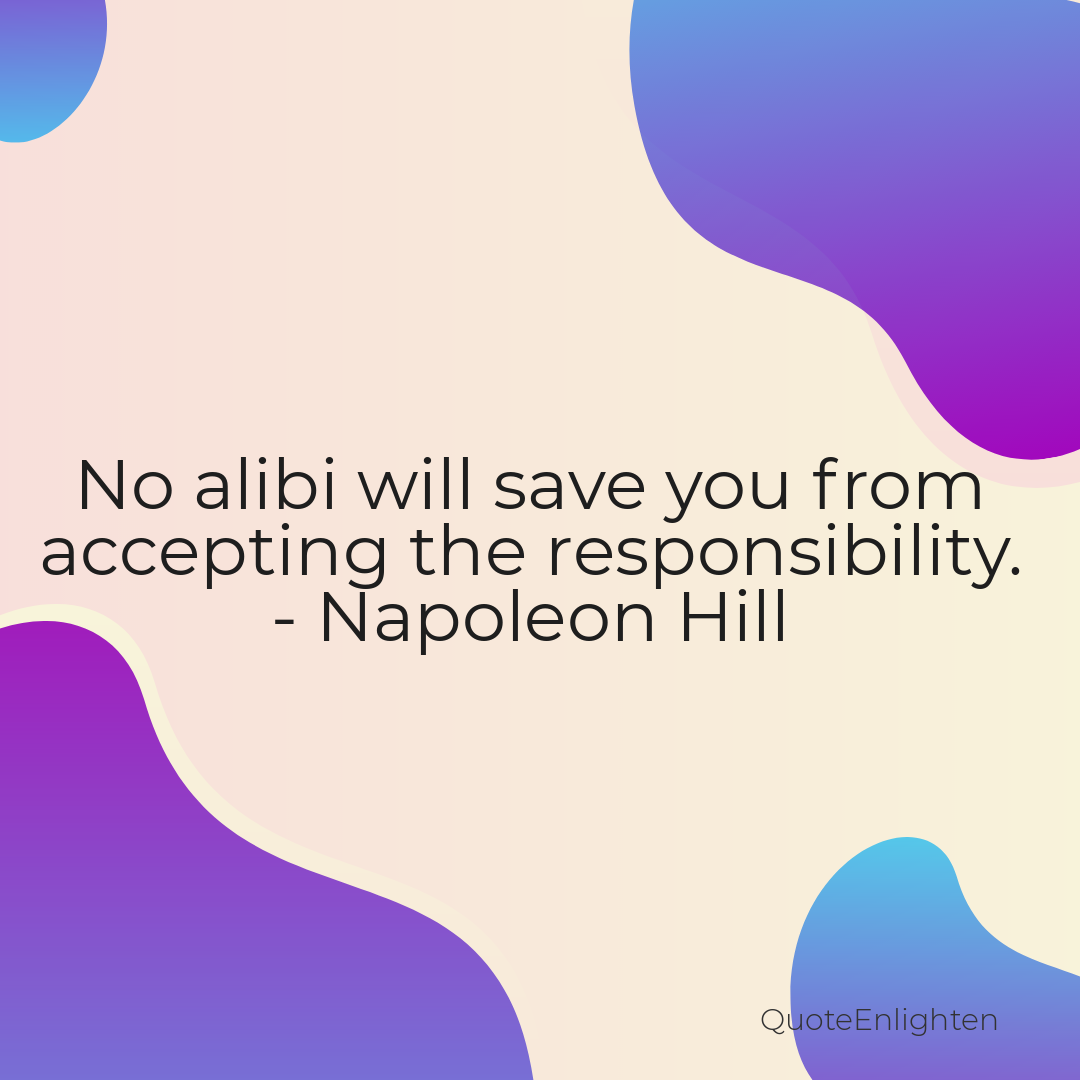 No alibi will save you from
accepting the responsibility.
- Napoleon Hill
QuoteEnlighten